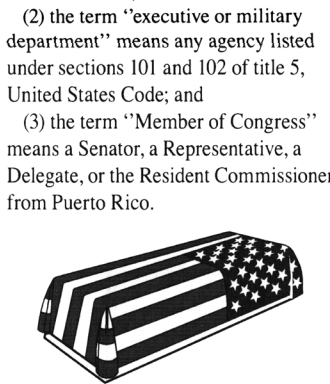 (2) the term ‘‘executive or military
department’’ means any agency listed
under sections 101 and 102 of title 5,
United States Code; and
(3) the term ‘‘Member of Congress’’
means a Senator, a Representative, a
Delegate, or the Resident Commissioner
from Puerto Rico.